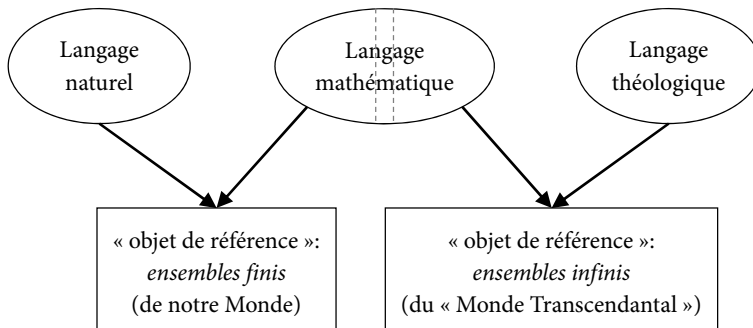 Langage
naturel
Langage
mathématique
Langage
théologique
« objet de référence »:
ensembles finis
(de notre Monde)
« objet de référence »:
ensembles infinis
(du « Monde Transcendantal »)